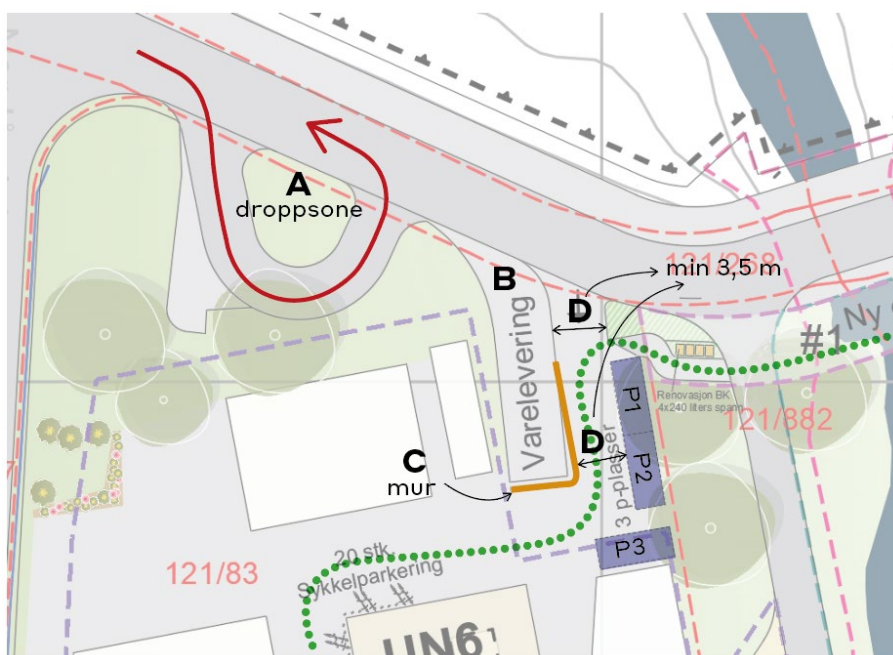 A
droppsone
B
Varelevering
D
min 3,5 m
121/268
#1
Ny
P1
Renovasjon BK
4x240 liters spann
121/882
D
P2
3 p-plasser
C
mur
P3
20 stk.
Sykkelparkering
121/83
UN6